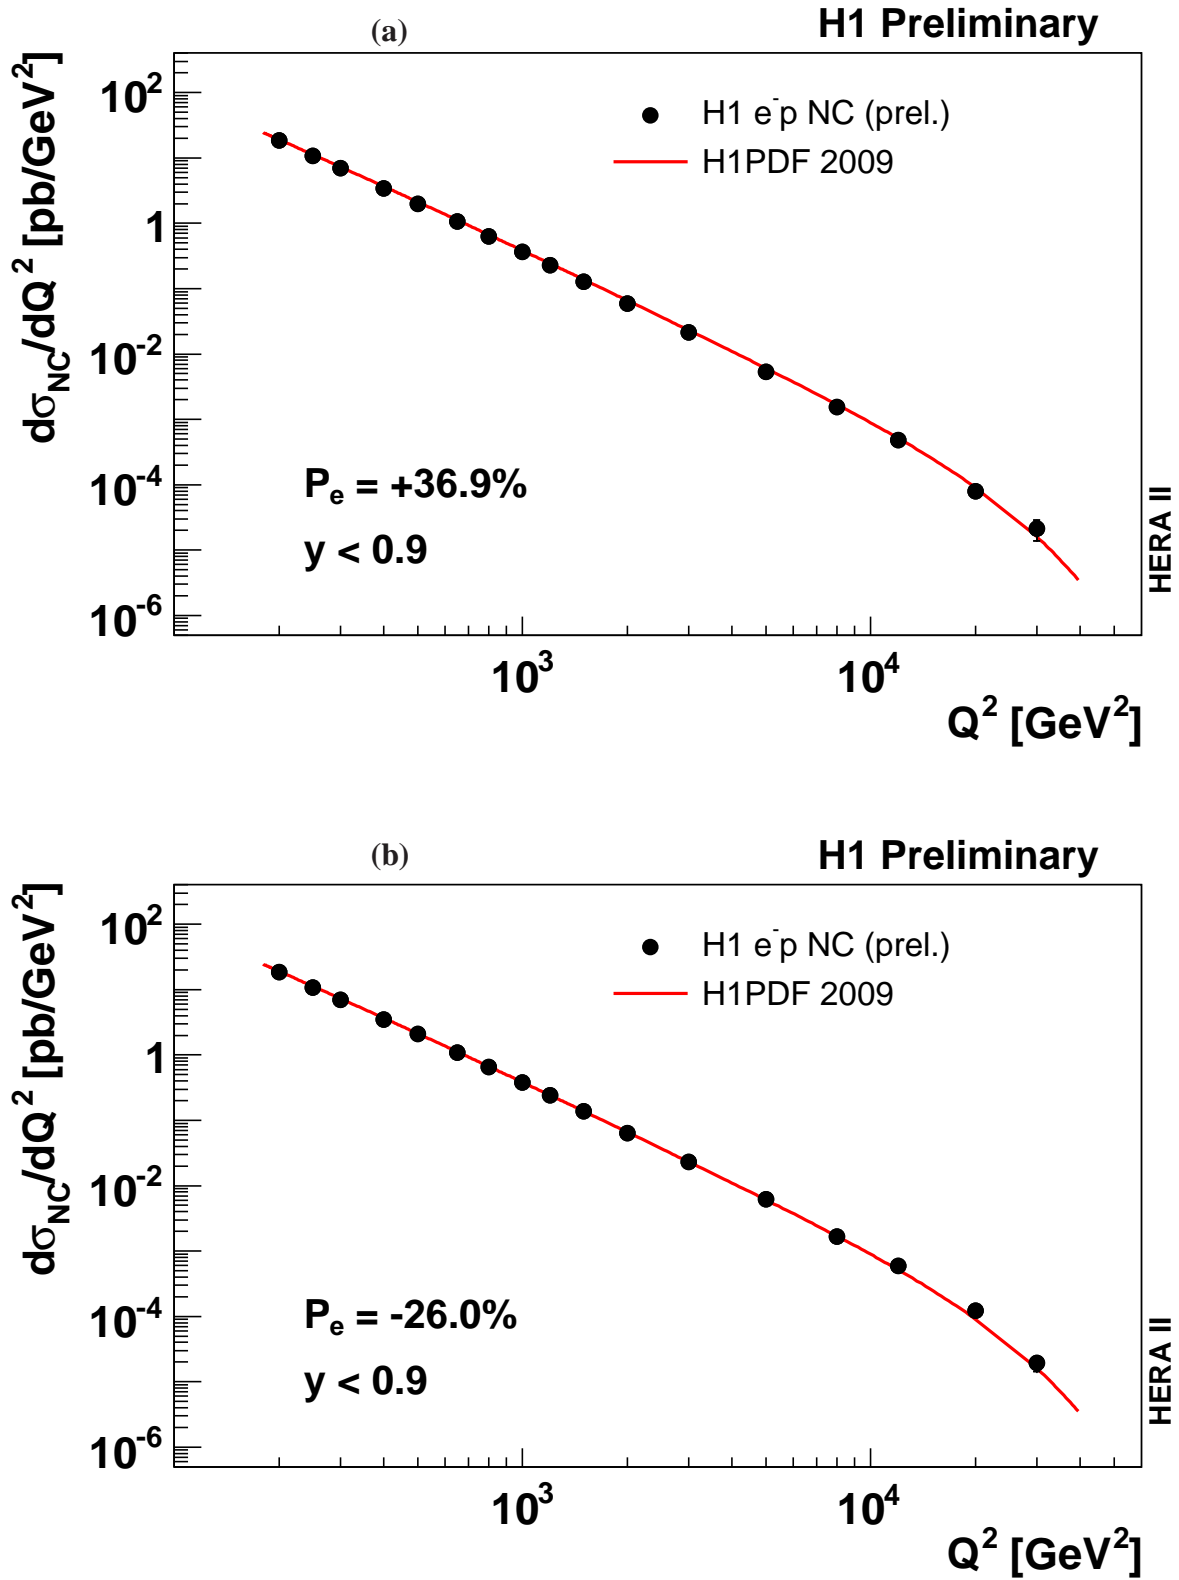 (a)
H1 Preliminary
dσ_NC/dQ² [pb/GeV²]
10²
1
10⁻²
10⁻⁴
10⁻⁶
H1 e⁻p NC (prel.)
H1PDF 2009
Pₑ = +36.9%
y < 0.9
HERA II
10³
10⁴
Q² [GeV²]
(b)
H1 Preliminary
dσ_NC/dQ² [pb/GeV²]
10²
1
10⁻²
10⁻⁴
10⁻⁶
H1 e⁻p NC (prel.)
H1PDF 2009
Pₑ = -26.0%
y < 0.9
HERA II
10³
10⁴
Q² [GeV²]